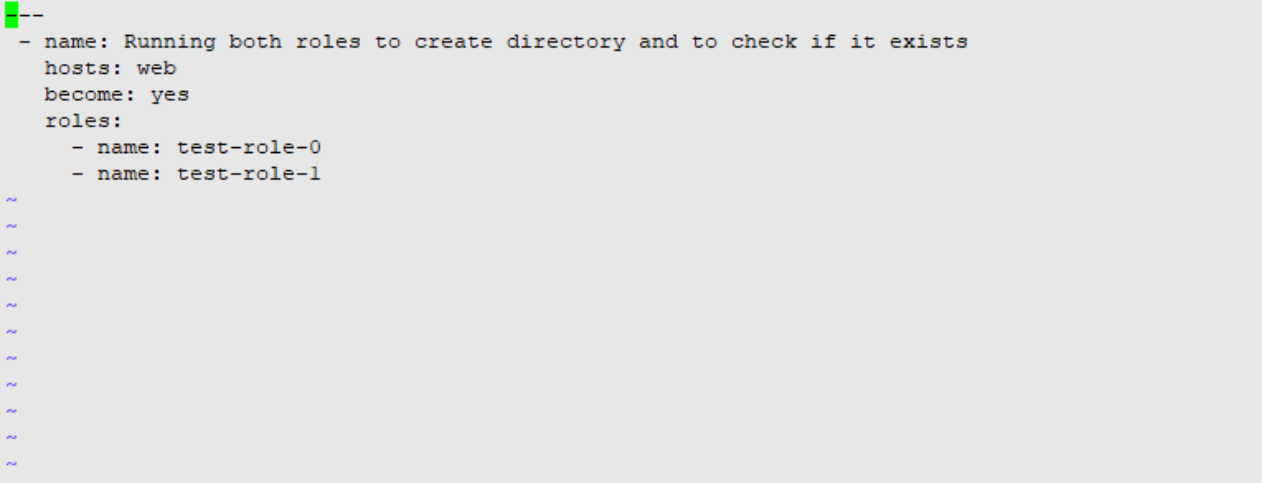 ---
 - name: Running both roles to create directory and to check if it exists
   hosts: web
   become: yes
   roles:
     - name: test-role-0
     - name: test-role-1
~
~
~
~
~
~
~
~
~
~
~